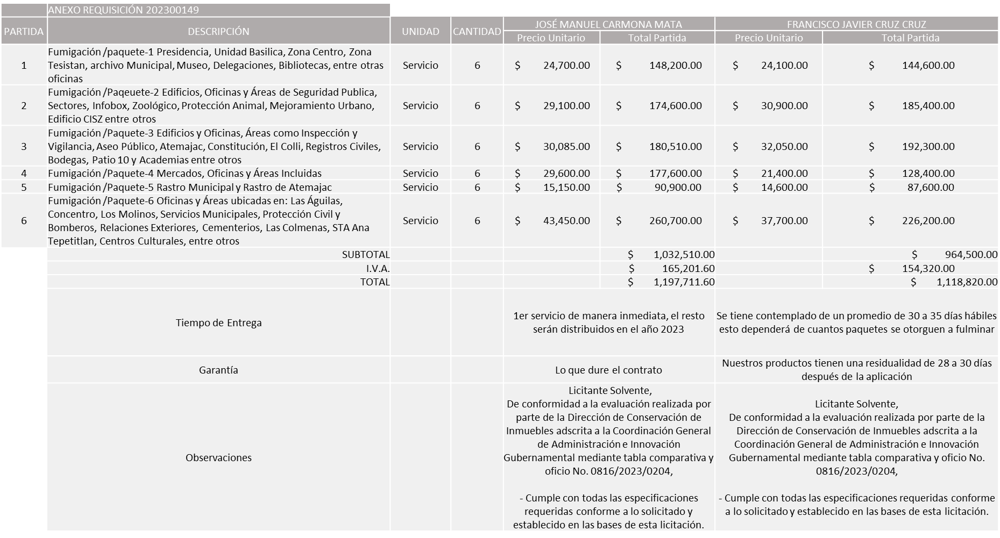 ANEXO REQUISICIÓN 202300149
PARTIDA DESCRIPCIÓN UNIDAD CANTIDAD JOSÉ MANUEL CARMONA MATA FRANCISCO JAVIER CRUZ CRUZ
Precio Unitario Total Partida Precio Unitario Total Partida
1 Fumigación /paquete-1 Presidencia, Unidad Basilica, Zona Centro, Zona
Tesistan, archivo Municipal, Museo, Delegaciones, Bibliotecas, entre otras
oficinas
Servicio 6 $ 24,700.00 $ 148,200.00 $ 24,100.00 $ 144,600.00
2 Fumigación /Paqeuete-2 Edificios, Oficinas y Áreas de Seguridad Publica,
Sectores, Infobox, Zoológico, Protección Animal, Mejoramiento Urbano,
Edificio CISZ entre otros
Servicio 6 $ 29,100.00 $ 174,600.00 $ 30,900.00 $ 185,400.00
3 Fumigación /Paquete-3 Edificios y Oficinas, Áreas como Inspección y
Vigilancia, Aseo Público, Atemajac, Constitución, El Colli, Registros Civiles,
Bodegas, Patio 10 y Academias entre otros
Servicio 6 $ 30,085.00 $ 180,510.00 $ 32,050.00 $ 192,300.00
4 Fumigación /Paquete-4 Mercados, Oficinas y Áreas Incluidas Servicio 6 $ 29,600.00 $ 177,600.00 $ 21,400.00 $ 128,400.00
5 Fumigación /Paquete-5 Rastro Municipal y Rastro de Atemajac Servicio 6 $ 15,150.00 $ 90,900.00 $ 14,600.00 $ 87,600.00
6 Fumigación /Paquete-6 Oficinas y Áreas ubicadas en: Las Águilas,
Concentro, Los Molinos, Servicios Municipales, Protección Civil y
Bomberos, Relaciones Exteriores, Cementerios, Las Colmenas, STA Ana
Tepetitlan, Centros Culturales, entre otros
Servicio 6 $ 43,450.00 $ 260,700.00 $ 37,700.00 $ 226,200.00
SUBTOTAL $ 1,032,510.00 $ 964,500.00
I.V.A. $ 165,201.60 $ 154,320.00
TOTAL $ 1,197,711.60 $ 1,118,820.00
Tiempo de Entrega
1er servicio de manera inmediata, el resto
serán distribuidos en el año 2023
Se tiene contemplado de un promedio de 30 a 35 días hábiles
esto dependerá de cuantos paquetes se otorguen a fulminar
Garantía
Lo que dure el contrato
Nuestros productos tienen una residualidad de 28 a 30 días
después de la aplicación
Observaciones
Licitante Solvente,
De conformidad a la evaluación realizada por
parte de la Dirección de Conservación de
Inmuebles adscrita a la Coordinación General
de Administración e Innovación
Gubernamental mediante tabla comparativa y
oficio No. 0816/2023/0204,
- Cumple con todas las especificaciones
requeridas conforme a lo solicitado y
establecido en las bases de esta licitación.
Licitante Solvente,
De conformidad a la evaluación realizada por parte de la
Dirección de Conservación de Inmuebles adscrita a la
Coordinación General de Administración e Innovación
Gubernamental mediante tabla comparativa y oficio No.
0816/2023/0204,
- Cumple con todas las especificaciones requeridas conforme
a lo solicitado y establecido en las bases de esta licitación.